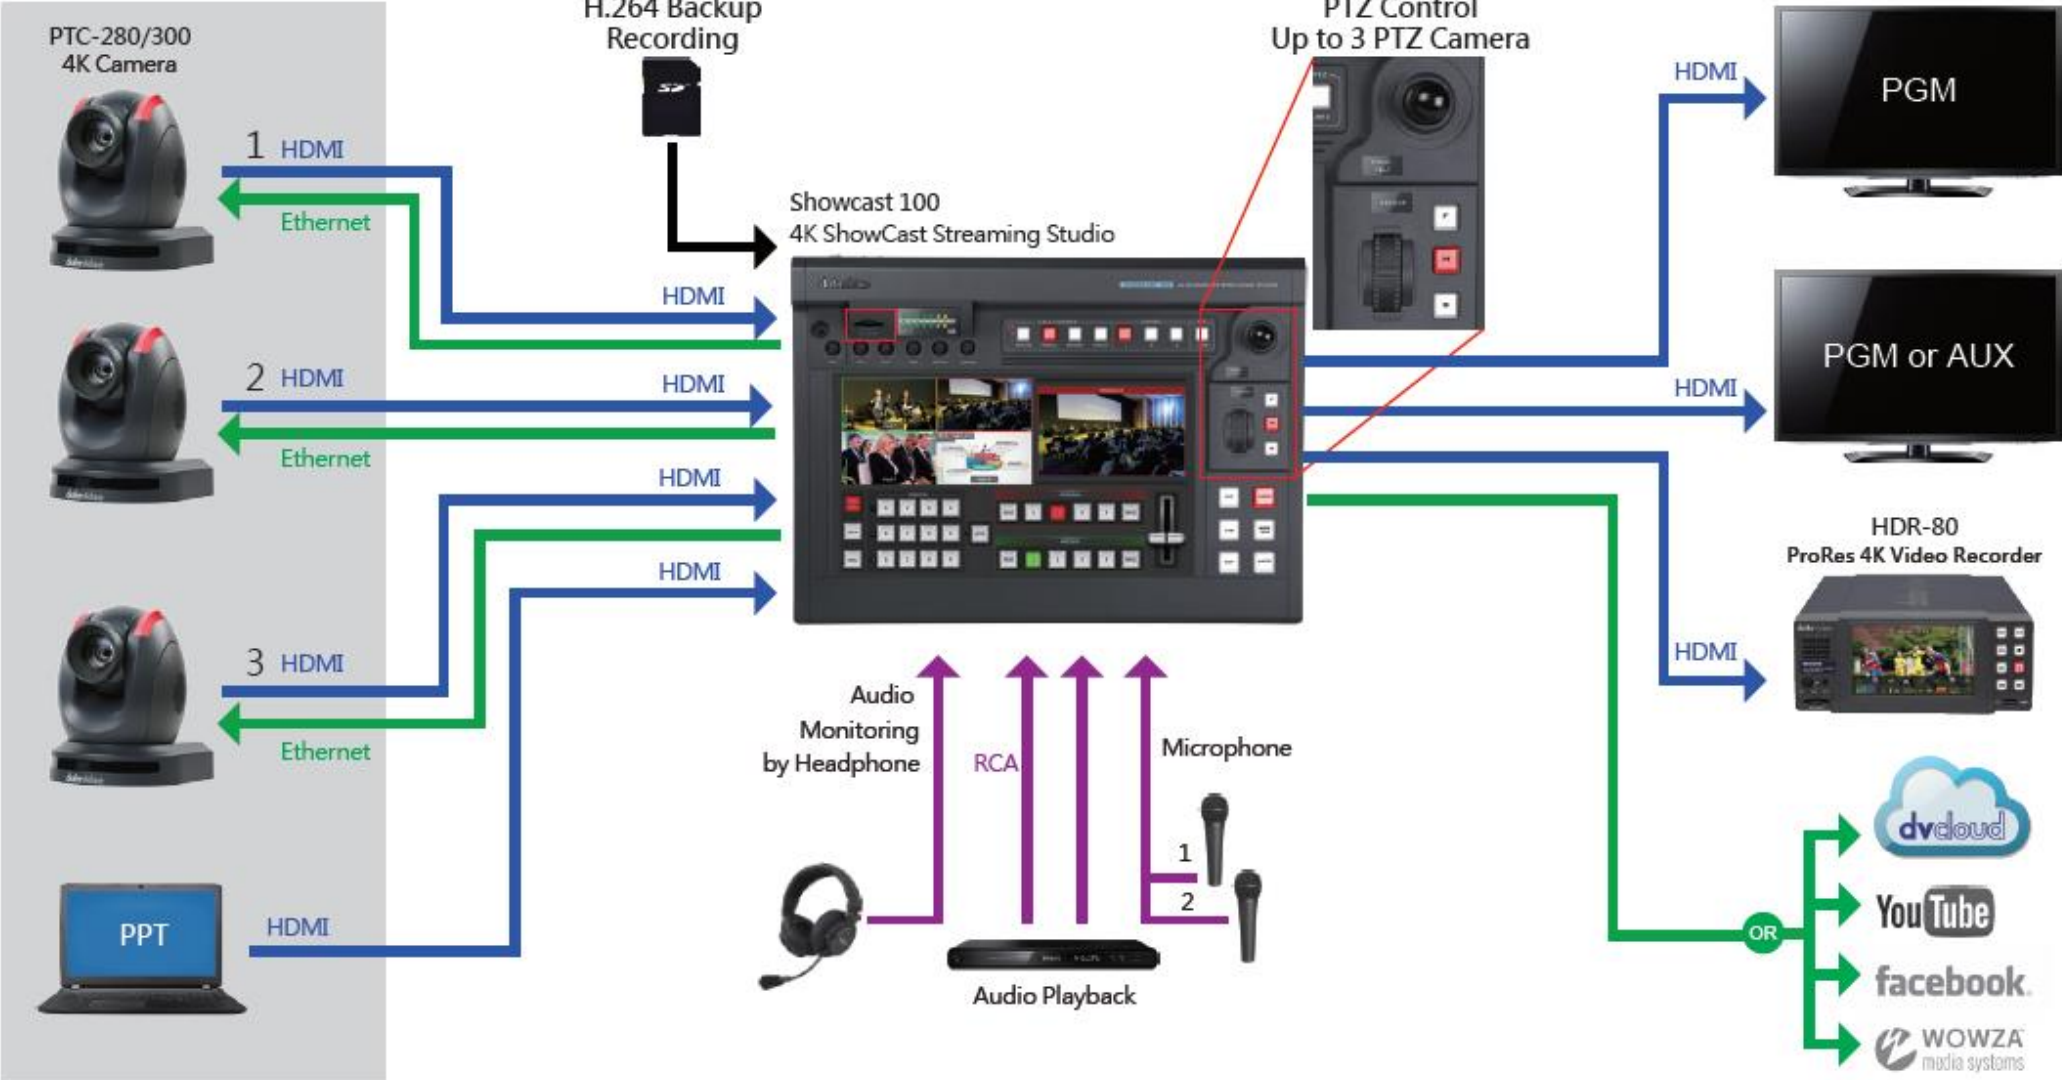 PTC-280/300
4K Camera
1 HDMI
Ethernet
2 HDMI
Ethernet
3 HDMI
Ethernet
PPT
HDMI
H.264 Backup
Recording
Showcast 100
4K ShowCast Streaming Studio
HDMI
HDMI
HDMI
HDMI
PTZ Control
Up to 3 PTZ Camera
Audio
Monitoring
by Headphone
RCA
Microphone
1
2
Audio Playback
HDMI
PGM
HDMI
PGM or AUX
HDR-80
ProRes 4K Video Recorder
HDMI
OR
dvcloud
YouTube
facebook
WOWZA
media systems